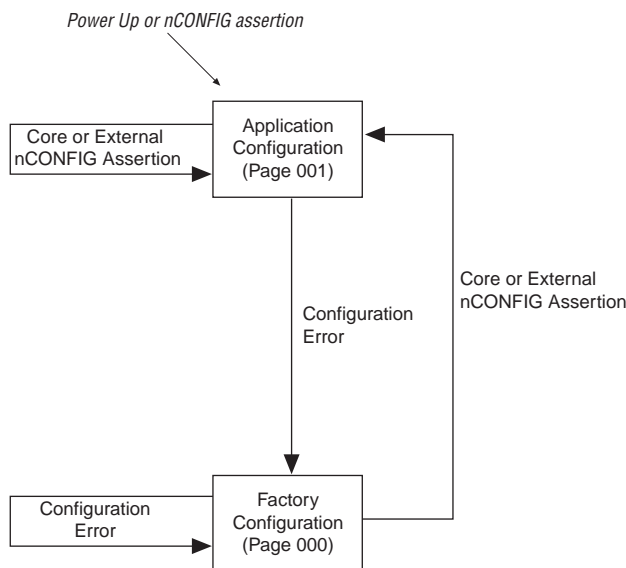 Power Up or nCONFIG assertion
Application
Configuration
(Page 001)
Core or External
nCONFIG Assertion
Core or External
nCONFIG Assertion
Configuration
Error
Factory
Configuration
(Page 000)
Configuration
Error